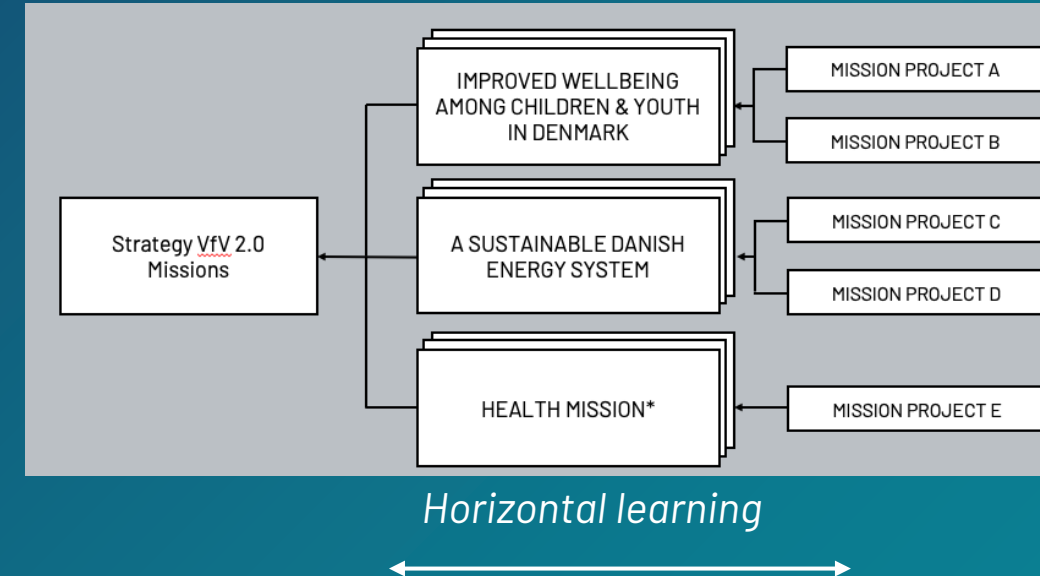 IMPROVED WELLBEING
AMONG CHILDREN & YOUTH
IN DENMARK
MISSION PROJECT A
MISSION PROJECT B
Strategy VfV 2.0
Missions
A SUSTAINABLE DANISH
ENERGY SYSTEM
MISSION PROJECT C
MISSION PROJECT D
HEALTH MISSION*
MISSION PROJECT E
Horizontal learning